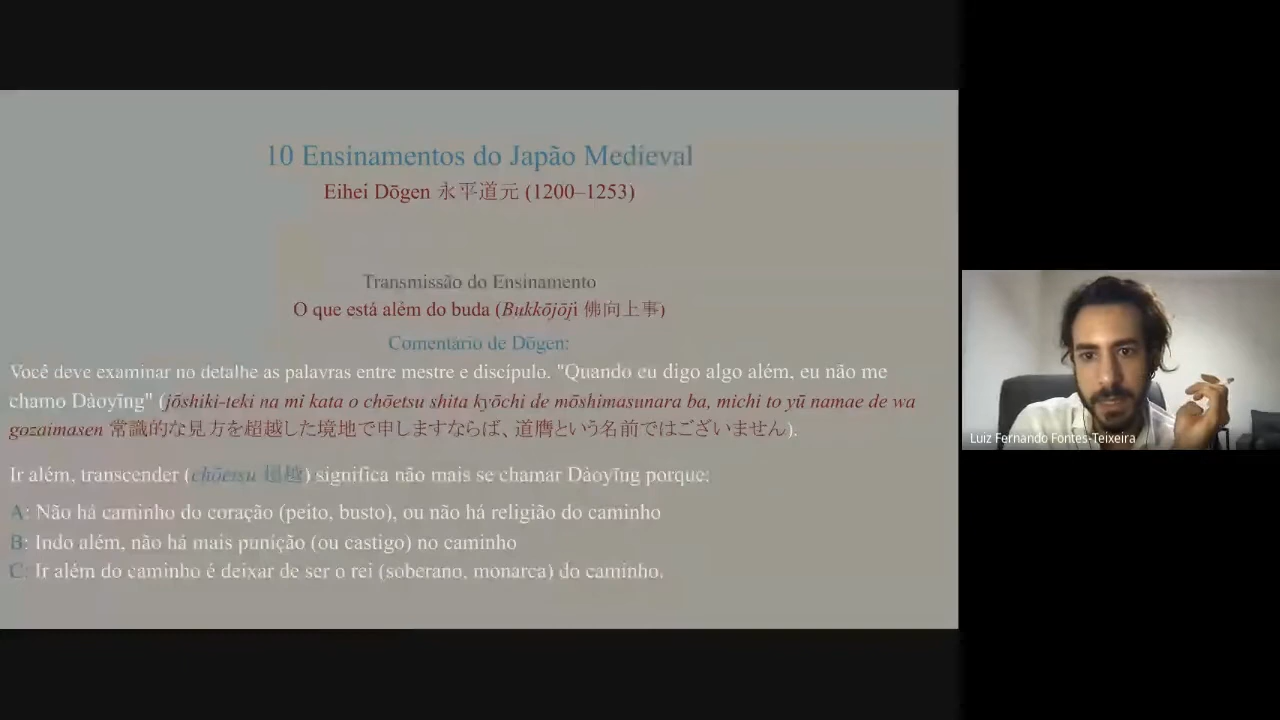 10 Ensinamentos do Japão Medieval
Eihei Dōgen 永平道元 (1200–1253)
Transmissão do Ensinamento
O que está além do buda (Bukkōjōji 佛向上事)
Comentário de Dōgen:
Você deve examinar no detalhe as palavras entre mestre e discípulo. "Quando eu digo algo além, eu não me
chamo Dàoyīng" (jōshiki-teki na mi kata o chōetsu shita kyōchi de mōshimasunara ba, michi to yū namae de wa
gozaimasen 常識的な見方を超越した境地で申しますならば、道膺という名前ではございません).
Ir além, transcender (chōetsu 超越) significa não mais se chamar Dàoyīng porque:
A: Não há caminho do coração (peito, busto), ou não há religião do caminho
B: Indo além, não há mais punição (ou castigo) no caminho
C: Ir além do caminho é deixar de ser o rei (soberano, monarca) do caminho.
Luiz Fernando Fontes-Teixeira